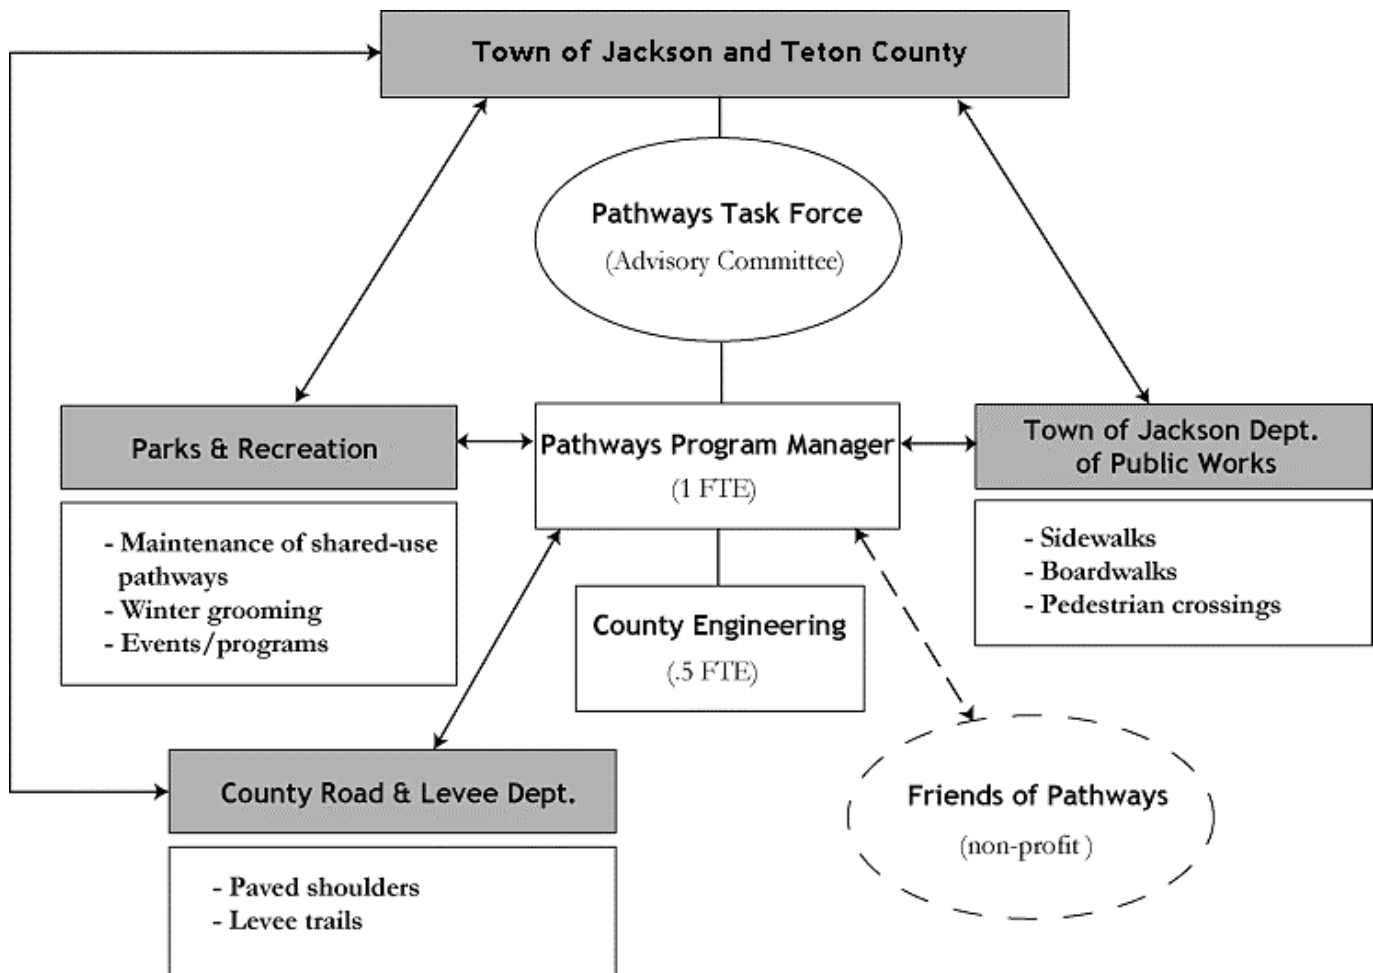 Town of Jackson and Teton County
Pathways Task Force
(Advisory Committee)
Parks & Recreation
- Maintenance of shared-use
pathways
- Winter grooming
- Events/programs
Pathways Program Manager
(1 FTE)
Town of Jackson Dept.
of Public Works
- Sidewalks
- Boardwalks
- Pedestrian crossings
County Engineering
(.5 FTE)
County Road & Levee Dept.
- Paved shoulders
- Levee trails
Friends of Pathways
(non-profit )